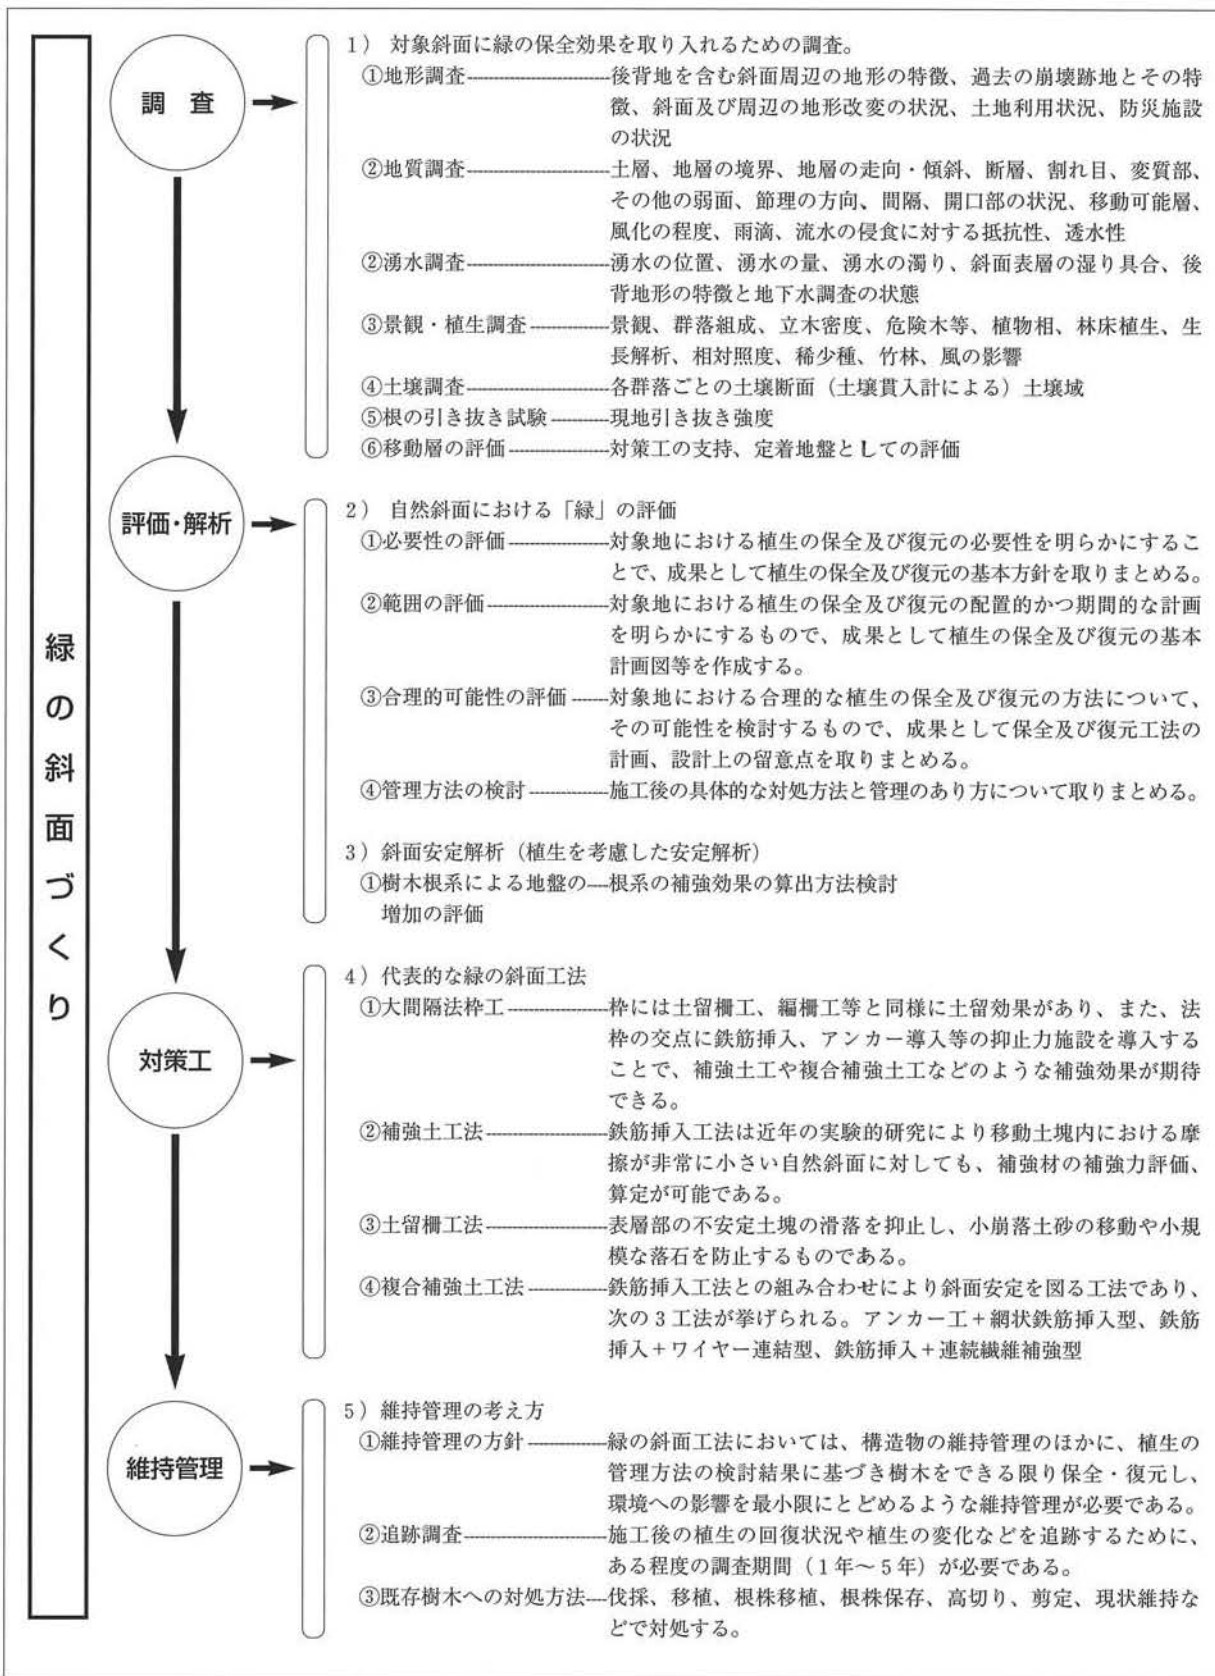 緑の斜面づくり
調 査
1） 対象斜面に緑の保全効果を取り入れるための調査。
①地形調査----------後背地を含む斜面周辺の地形の特徴、過去の崩壊跡地とその特
徴、斜面及び周辺の地形改変の状況、土地利用状況、防災施設
の状況
②地質調査----------土層、地層の境界、地層の走向・傾斜、断層、割れ目、変質部、
その他の弱面、節理の方向、間隔、開口部の状況、移動可能層、
風化の程度、雨滴、流水の侵食に対する抵抗性、透水性
②湧水調査----------湧水の位置、湧水の量、湧水の濁り、斜面表層の湿り具合、後
背地形の特徴と地下水調査の状態
③景観・植生調査----------景観、群落組成、立木密度、危険木等、植物相、林床植生、生
長解析、相対照度、稀少種、竹林、風の影響
④土壌調査----------各群落ごとの土壌断面（土壌貫入計による）土壌域
⑤根の引き抜き試験----------現地引き抜き強度
⑥移動層の評価----------対策工の支持、定着地盤としての評価
評価・解析
2） 自然斜面における「緑」の評価
①必要性の評価----------対象地における植生の保全及び復元の必要性を明らかにするこ
とで、成果として植生の保全及び復元の基本方針を取りまとめる。
②範囲の評価----------対象地における植生の保全及び復元の配置的かつ期間的な計画
を明らかにするもので、成果として植生の保全及び復元の基本
計画図等を作成する。
③合理的可能性の評価------対象地における合理的な植生の保全及び復元の方法について、
その可能性を検討するもので、成果として保全及び復元工法の
計画、設計上の留意点を取りまとめる。
④管理方法の検討----------施工後の具体的な対処方法と管理のあり方について取りまとめる。
3）斜面安定解析（植生を考慮した安定解析）
①樹木根系による地盤の---根系の補強効果の算出方法検討
増加の評価
対策工
4）代表的な緑の斜面工法
①大間隔法枠工----------枠には土留柵工、編柵工等と同様に土留効果があり、また、法
枠の交点に鉄筋挿入、アンカー導入等の抑止力施設を導入する
ことで、補強土工や複合補強土工などのような補強効果が期待
できる。
②補強土工法----------鉄筋挿入工法は近年の実験的研究により移動土塊内における摩
擦が非常に小さい自然斜面に対しても、補強材の補強力評価、
算定が可能である。
③土留柵工法----------表層部の不安定土塊の滑落を抑止し、小崩落土砂の移動や小規
模な落石を防止するものである。
④複合補強土工法----------鉄筋挿入工法との組み合わせにより斜面安定を図る工法であり、
次の3工法が挙げられる。アンカー工＋網状鉄筋挿入型、鉄筋
挿入＋ワイヤー連結型、鉄筋挿入＋連続繊維補強型
維持管理
5）維持管理の考え方
①維持管理の方針----------緑の斜面工法においては、構造物の維持管理のほかに、植生の
管理方法の検討結果に基づき樹木をできる限り保全・復元し、
環境への影響を最小限にとどめるような維持管理が必要である。
②追跡調査----------施工後の植生の回復状況や植生の変化などを追跡するために、
ある程度の調査期間（1年～5年）が必要である。
③既存樹木への対処方法---伐採、移植、根株移植、根株保存、高切り、剪定、現状維持な
どで対処する。